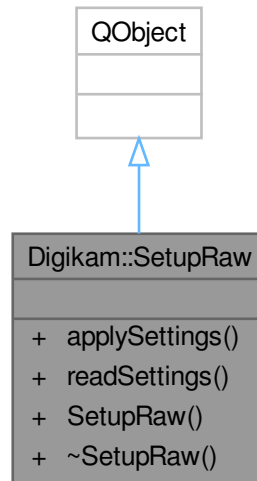 QObject
Digikam::SetupRaw
+ applySettings()
+ readSettings()
+ SetupRaw()
+ ~SetupRaw()